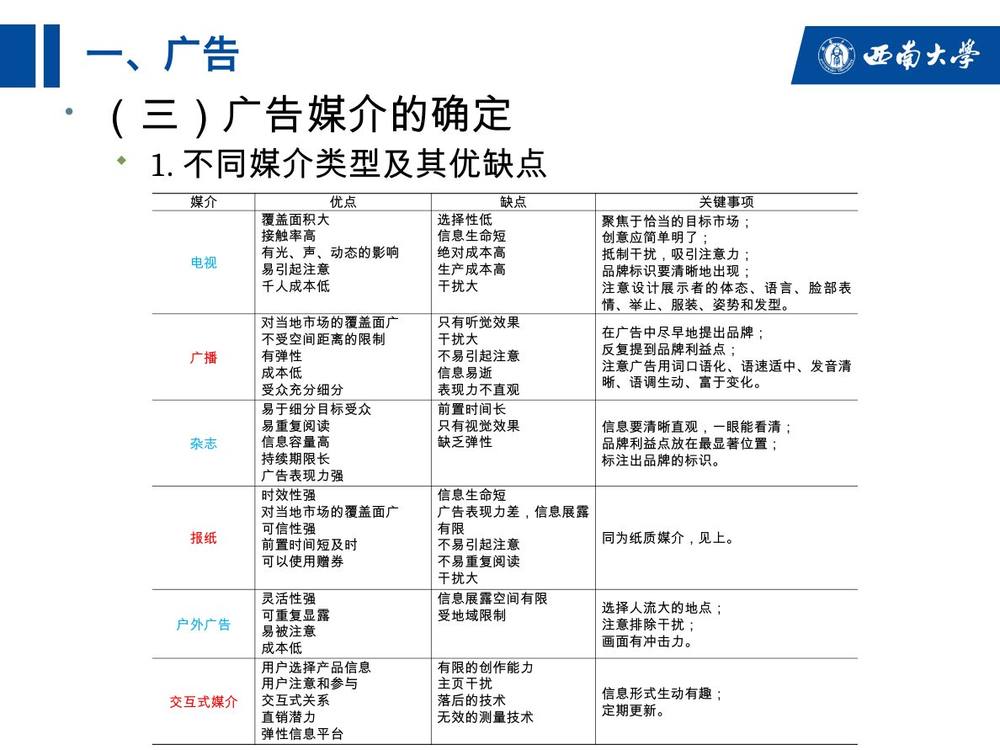 一、广告
西南大学
（三）广告媒介的确定
1. 不同媒介类型及其优缺点
媒介 优点 缺点 关键事项
电视
覆盖面积大
接触率高
有光、声、动态的影响
易引起注意
千人成本低
选择性低
信息生命短
绝对成本高
生产成本高
干扰大
聚焦于恰当的目标市场；
创意应简单明了；
抵制干扰，吸引注意力；
品牌标识要清晰地出现；
注意设计展示者的体态、语言、脸部表
情、举止、服装、姿势和发型。
广播
对当地市场的覆盖面广
不受空间距离的限制
有弹性
成本低
受众充分细分
只有听觉效果
干扰大
不易引起注意
信息易逝
表现力不直观
在广告中尽早地提出品牌；
反复提到品牌利益点；
注意广告用词口语化、语速适中、发音清
晰、语调生动、富于变化。
杂志
易于细分目标受众
易重复阅读
信息容量高
持续期限长
广告表现力强
前置时间长
只有视觉效果
缺乏弹性
信息要清晰直观，一眼能看清；
品牌利益点放在最显著位置；
标注出品牌的标识。
报纸
时效性强
对当地市场的覆盖面广
可信性强
前置时间短及时
可以使用赠券
信息生命短
广告表现力差，信息展露
有限
不易引起注意
不易重复阅读
干扰大
同为纸质媒介，见上。
户外广告
灵活性强
可重复显露
易被注意
成本低
信息展露空间有限
受地域限制
选择人流大的地点；
注意排除干扰；
画面有冲击力。
交互式媒介
用户选择产品信息
用户注意和参与
交互式关系
直销潜力
弹性信息平台
有限的创作能力
主页干扰
落后的技术
无效的测量技术
信息形式生动有趣；
定期更新。